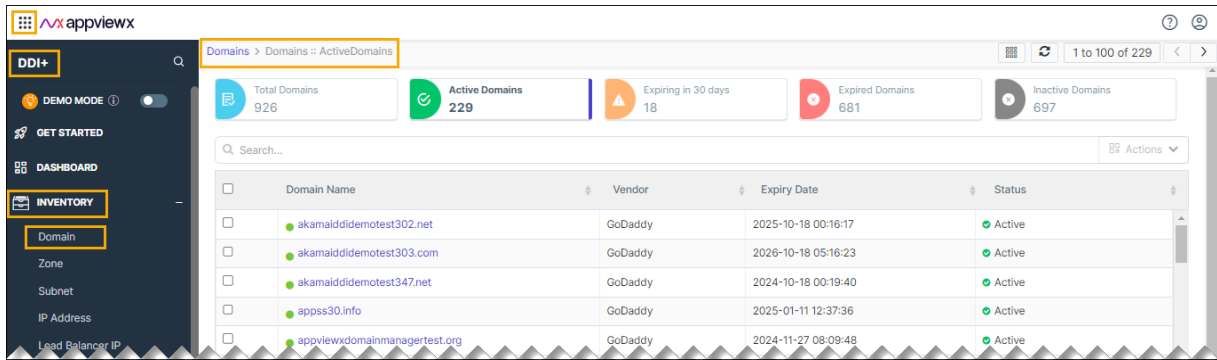 appviewx
DDI+
Domains > Domains :: ActiveDomains
1 to 100 of 229
DEMO MODE
GET STARTED
DASHBOARD
INVENTORY
Domain
Zone
Subnet
IP Address
Load Balancer IP
Total Domains
926
Active Domains
229
Expiring in 30 days
18
Expired Domains
681
Inactive Domains
697
Search...
Actions
Domain Name Vendor Expiry Date Status
akamaiddidemotest302.net GoDaddy 2025-10-18 00:16:17 Active
akamaiddidemotest303.com GoDaddy 2026-10-18 05:16:23 Active
akamaiddidemotest347.net GoDaddy 2024-10-18 00:19:40 Active
appss30.info GoDaddy 2025-01-11 12:37:36 Active
appviewxdomainmanagertest.org GoDaddy 2024-11-27 08:09:48 Active